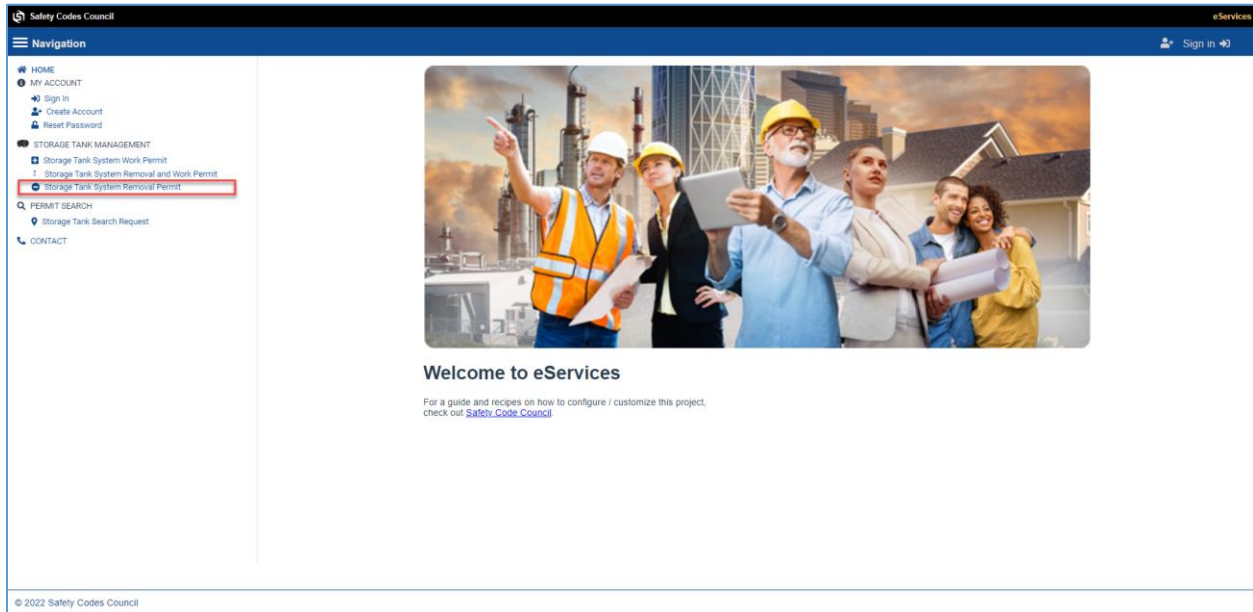 Safety Codes Council
eServices
Navigation
Sign in
HOME
MY ACCOUNT
Sign In
Create Account
Reset Password
STORAGE TANK MANAGEMENT
Storage Tank System Work Permit
Storage Tank System Removal and Work Permit
Storage Tank System Removal Permit
PERMIT SEARCH
Storage Tank Search Request
CONTACT
Welcome to eServices
For a guide and recipes on how to configure / customize this project,
check out Safety Code Council.
© 2022 Safety Codes Council